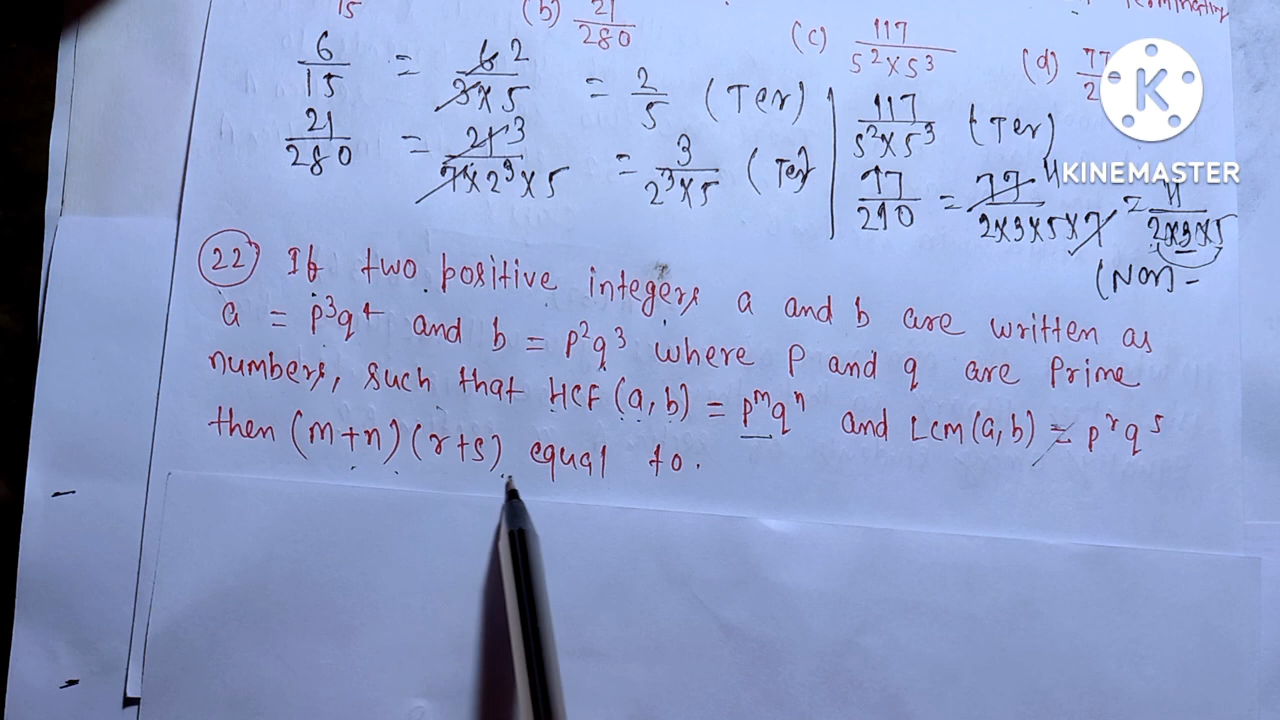 15 (b) 21/280 (c) 117/5²×5³ (d) 77 Terminating
6/15 = 6 2/3×5 = 2/5 (Ter) 117/5²×5³ (Ter)
21/280 = 21 3/7×2³×5 = 3/2³×5 (Ter) 77/210 = 77 11/2×3×5×7 = 11/2×3×5
(Non-
K
KINEMASTER
22 If two positive integers a and b are written as
a = p³q⁴ and b = p²q³ where P and q are Prime
numbers, such that HCF (a,b) = pᵐqⁿ and LCM (a,b) = pʳqˢ
then (m+n)(r+s) equal to.